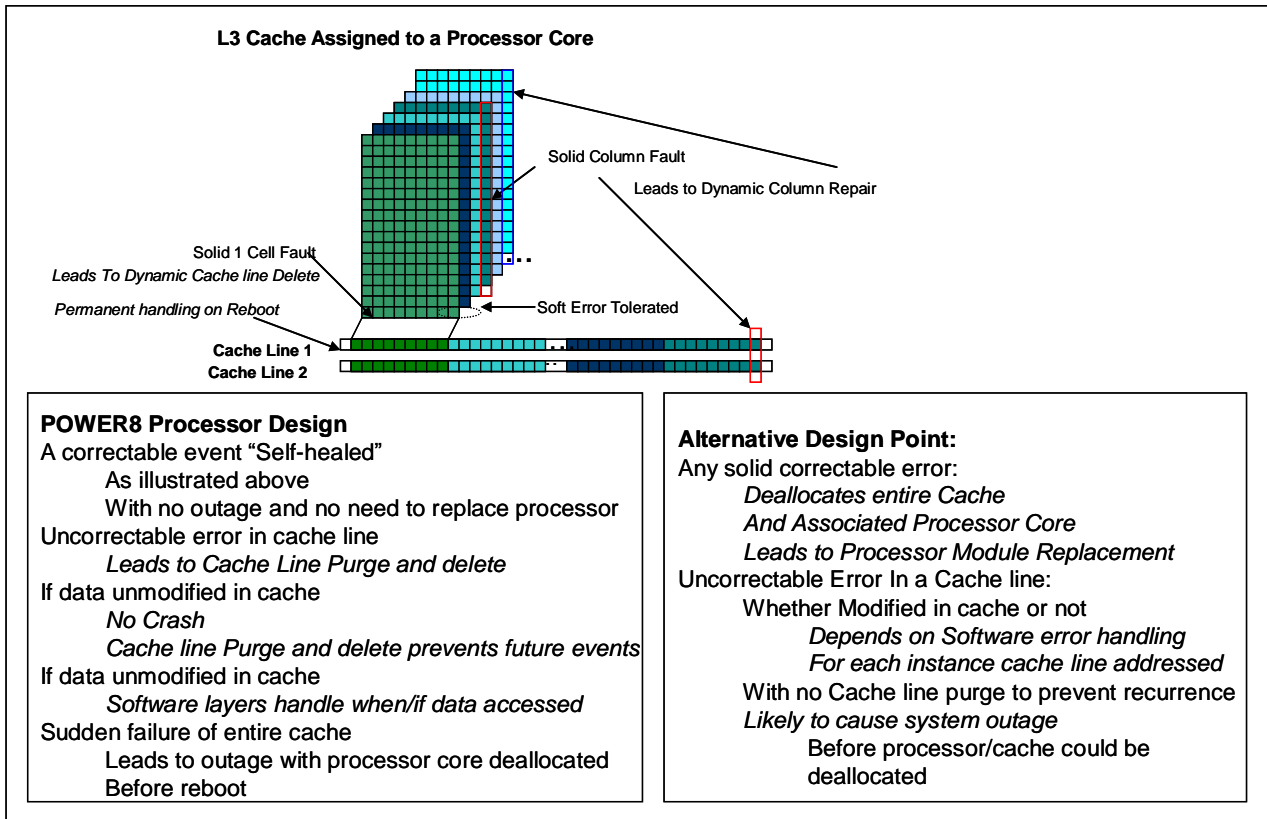 L3 Cache Assigned to a Processor Core
Solid Column Fault
Leads to Dynamic Column Repair
Solid 1 Cell Fault
Leads To Dynamic Cache line Delete
...
Permanent handling on Reboot
Soft Error Tolerated
Cache Line 1
...
Cache Line 2
...
POWER8 Processor Design
A correctable event “Self-healed”
As illustrated above
With no outage and no need to replace processor
Uncorrectable error in cache line
Leads to Cache Line Purge and delete
If data unmodified in cache
No Crash
Cache line Purge and delete prevents future events
If data unmodified in cache
Software layers handle when/if data accessed
Sudden failure of entire cache
Leads to outage with processor core deallocated
Before reboot
Alternative Design Point:
Any solid correctable error:
Deallocates entire Cache
And Associated Processor Core
Leads to Processor Module Replacement
Uncorrectable Error In a Cache line:
Whether Modified in cache or not
Depends on Software error handling
For each instance cache line addressed
With no Cache line purge to prevent recurrence
Likely to cause system outage
Before processor/cache could be
deallocated